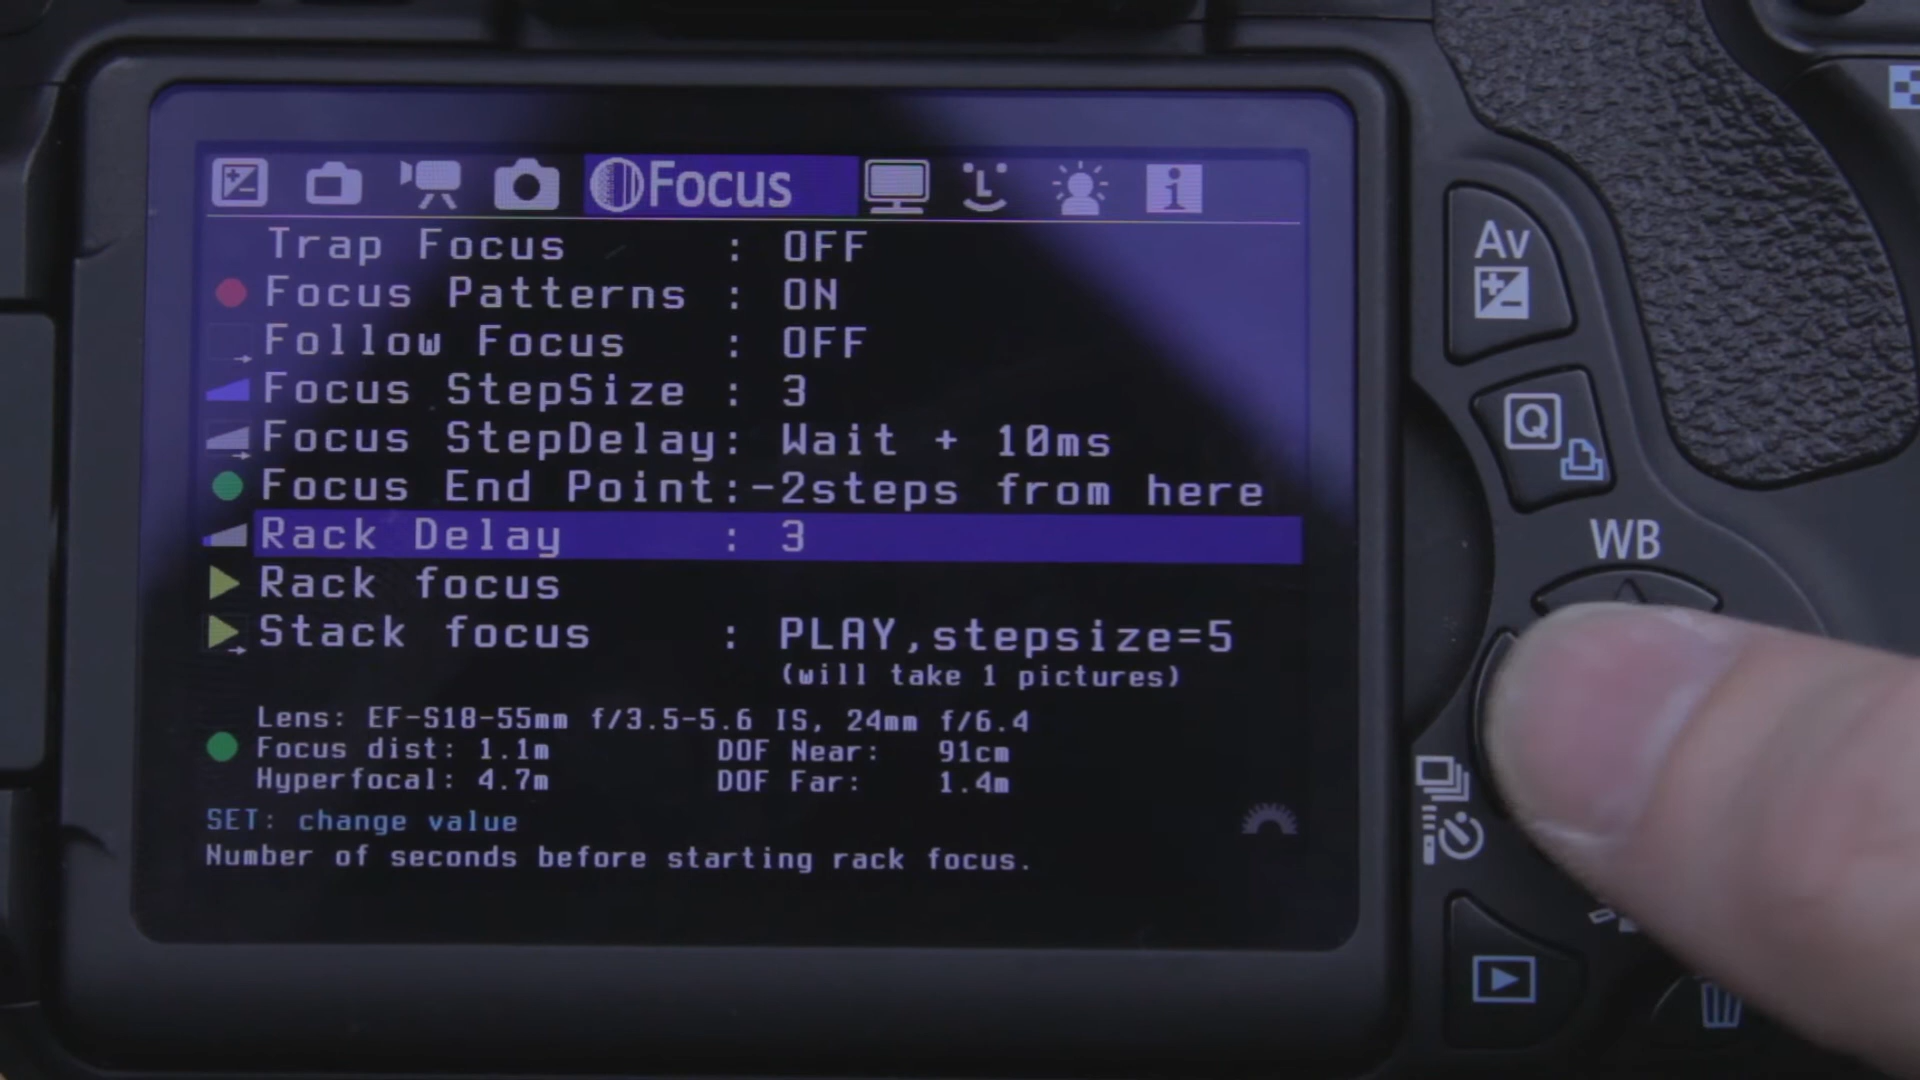 Focus
Trap Focus : OFF
Focus Patterns : ON
Follow Focus : OFF
Focus StepSize : 3
Focus StepDelay: Wait + 10ms
Focus End Point:-2steps from here
Rack Delay : 3
Rack focus
Stack focus : PLAY,stepsize=5
(will take 1 pictures)
Lens: EF-S18-55mm f/3.5-5.6 IS, 24mm f/6.4
Focus dist: 1.1m DOF Near: 91cm
Hyperfocal: 4.7m DOF Far: 1.4m
SET: change value
Number of seconds before starting rack focus.
Av
Q
WB